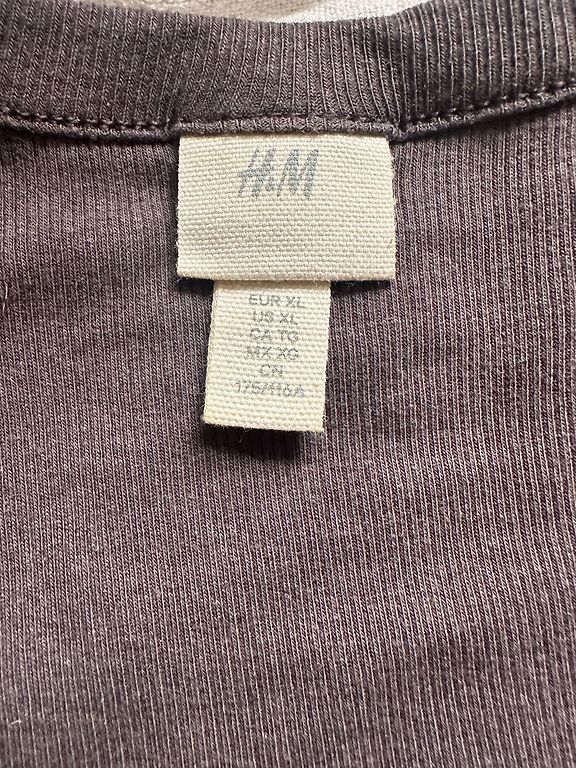 H&M
EUR XL
US XL
CA TG
MX XG
CN
175/116A